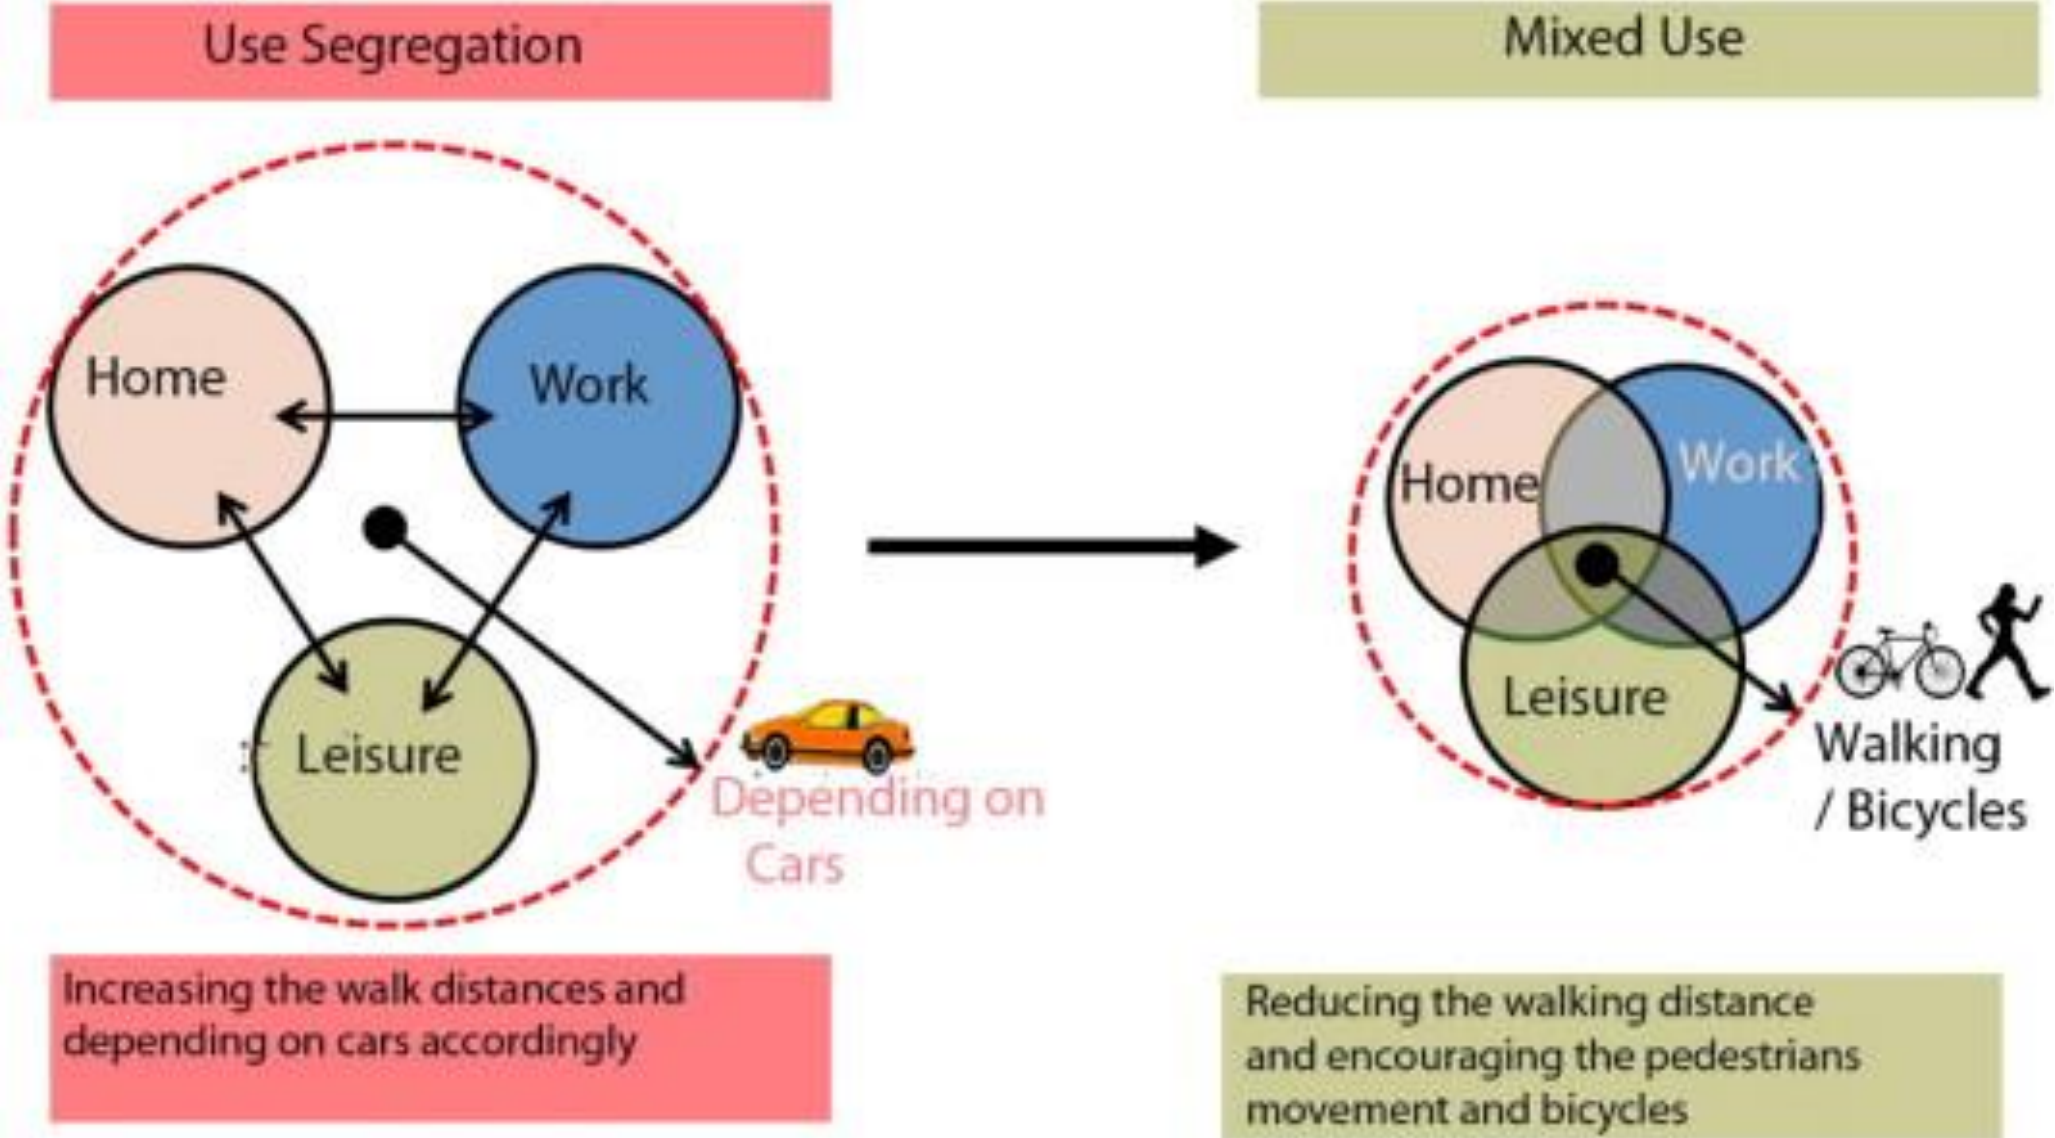 Use Segregation
Home
Work
Leisure
Depending on
Cars
Increasing the walk distances and
depending on cars accordingly
Mixed Use
Home
Work
Leisure
Walking
/ Bicycles
Reducing the walking distance
and encouraging the pedestrians
movement and bicycles